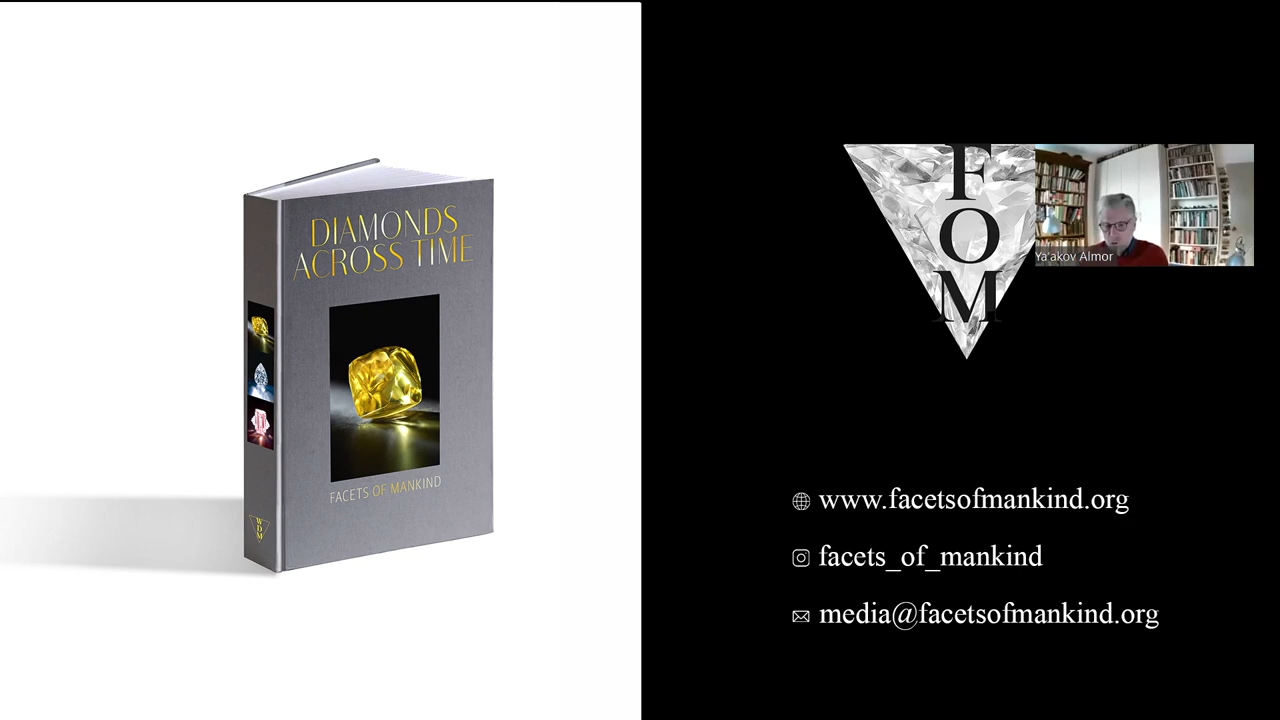 DIAMONDS
ACROSS TIME
FACETS OF MANKIND
W
D
M
F
O
M
Ya'akov Almor
www.facetsofmankind.org
facets_of_mankind
media@facetsofmankind.org